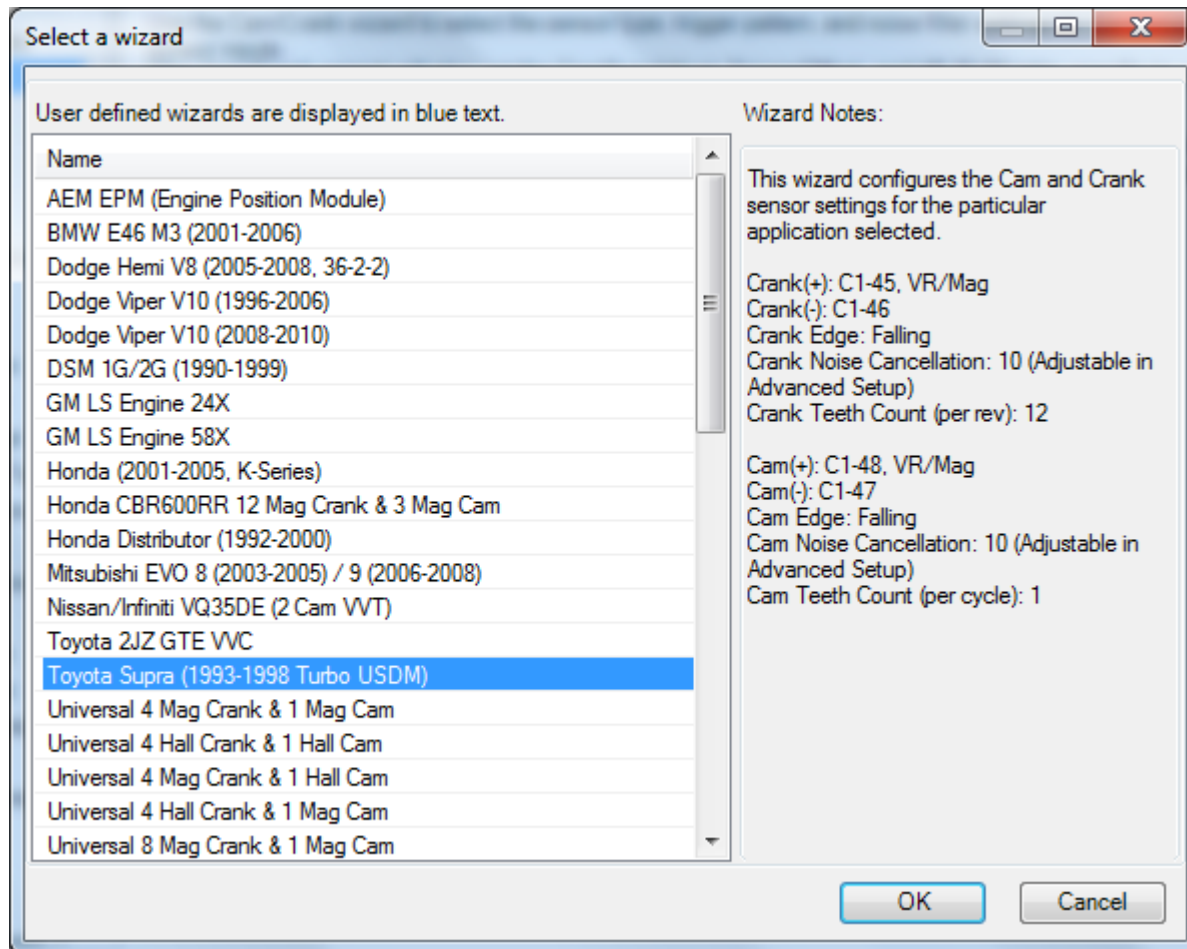 Select a wizard
User defined wizards are displayed in blue text.
Name
AEM EPM (Engine Position Module)
BMW E46 M3 (2001-2006)
Dodge Hemi V8 (2005-2008, 36-2-2)
Dodge Viper V10 (1996-2006)
Dodge Viper V10 (2008-2010)
DSM 1G/2G (1990-1999)
GM LS Engine 24X
GM LS Engine 58X
Honda (2001-2005, K-Series)
Honda CBR600RR 12 Mag Crank & 3 Mag Cam
Honda Distributor (1992-2000)
Mitsubishi EVO 8 (2003-2005) / 9 (2006-2008)
Nissan/Infiniti VQ35DE (2 Cam VVT)
Toyota 2JZ GTE VVC
Toyota Supra (1993-1998 Turbo USDM)
Universal 4 Mag Crank & 1 Mag Cam
Universal 4 Hall Crank & 1 Hall Cam
Universal 4 Mag Crank & 1 Hall Cam
Universal 4 Hall Crank & 1 Mag Cam
Universal 8 Mag Crank & 1 Mag Cam
Wizard Notes:
This wizard configures the Cam and Crank
sensor settings for the particular
application selected.
Crank(+): C1-45, VR/Mag
Crank(-): C1-46
Crank Edge: Falling
Crank Noise Cancellation: 10 (Adjustable in
Advanced Setup)
Crank Teeth Count (per rev): 12
Cam(+): C1-48, VR/Mag
Cam(-): C1-47
Cam Edge: Falling
Cam Noise Cancellation: 10 (Adjustable in
Advanced Setup)
Cam Teeth Count (per cycle): 1
OK
Cancel